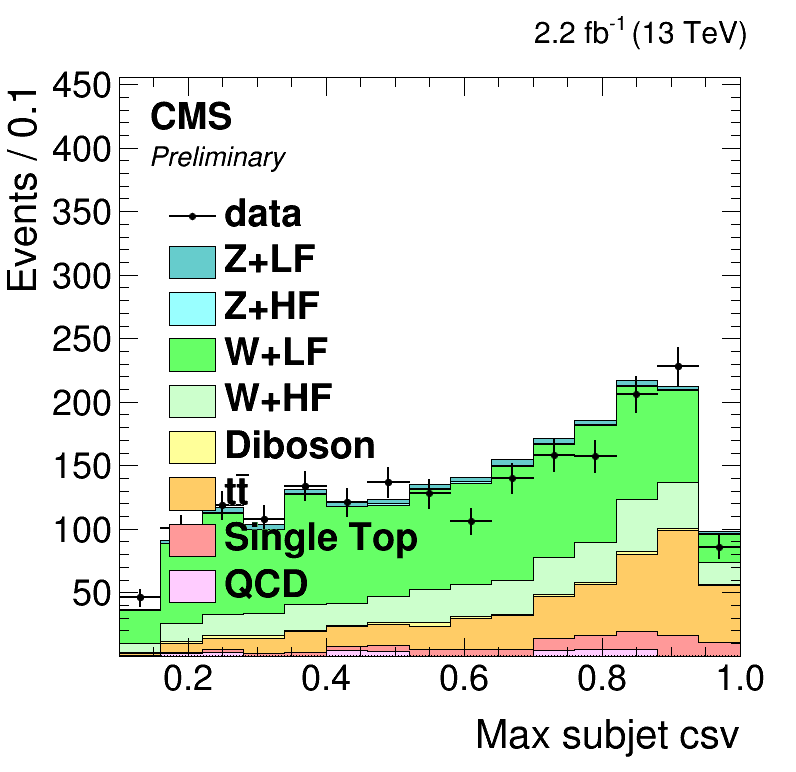 2.2 fb⁻¹ (13 TeV)
Events / 0.1
450
400
350
300
250
200
150
100
50
CMS
Preliminary
data
Z+LF
Z+HF
W+LF
W+HF
Diboson
tt̄
Single Top
QCD
0.2 0.4 0.6 0.8 1.0
Max subjet csv